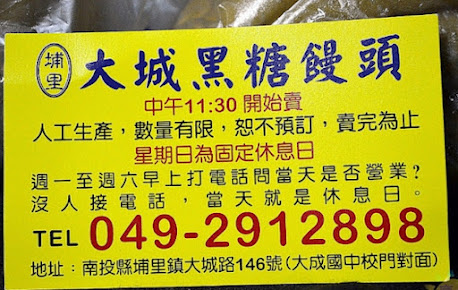 埔里 大城黑糖饅頭
中午11:30 開始賣
人工生產,數量有限,恕不預訂,賣完為止
星期日為固定休息日
週一至週六早上打電話問當天是否營業?
沒人接電話,當天就是休息日。
TEL 049-2912898
地址:南投縣埔里鎮大城路146號(大成國中校門對面)